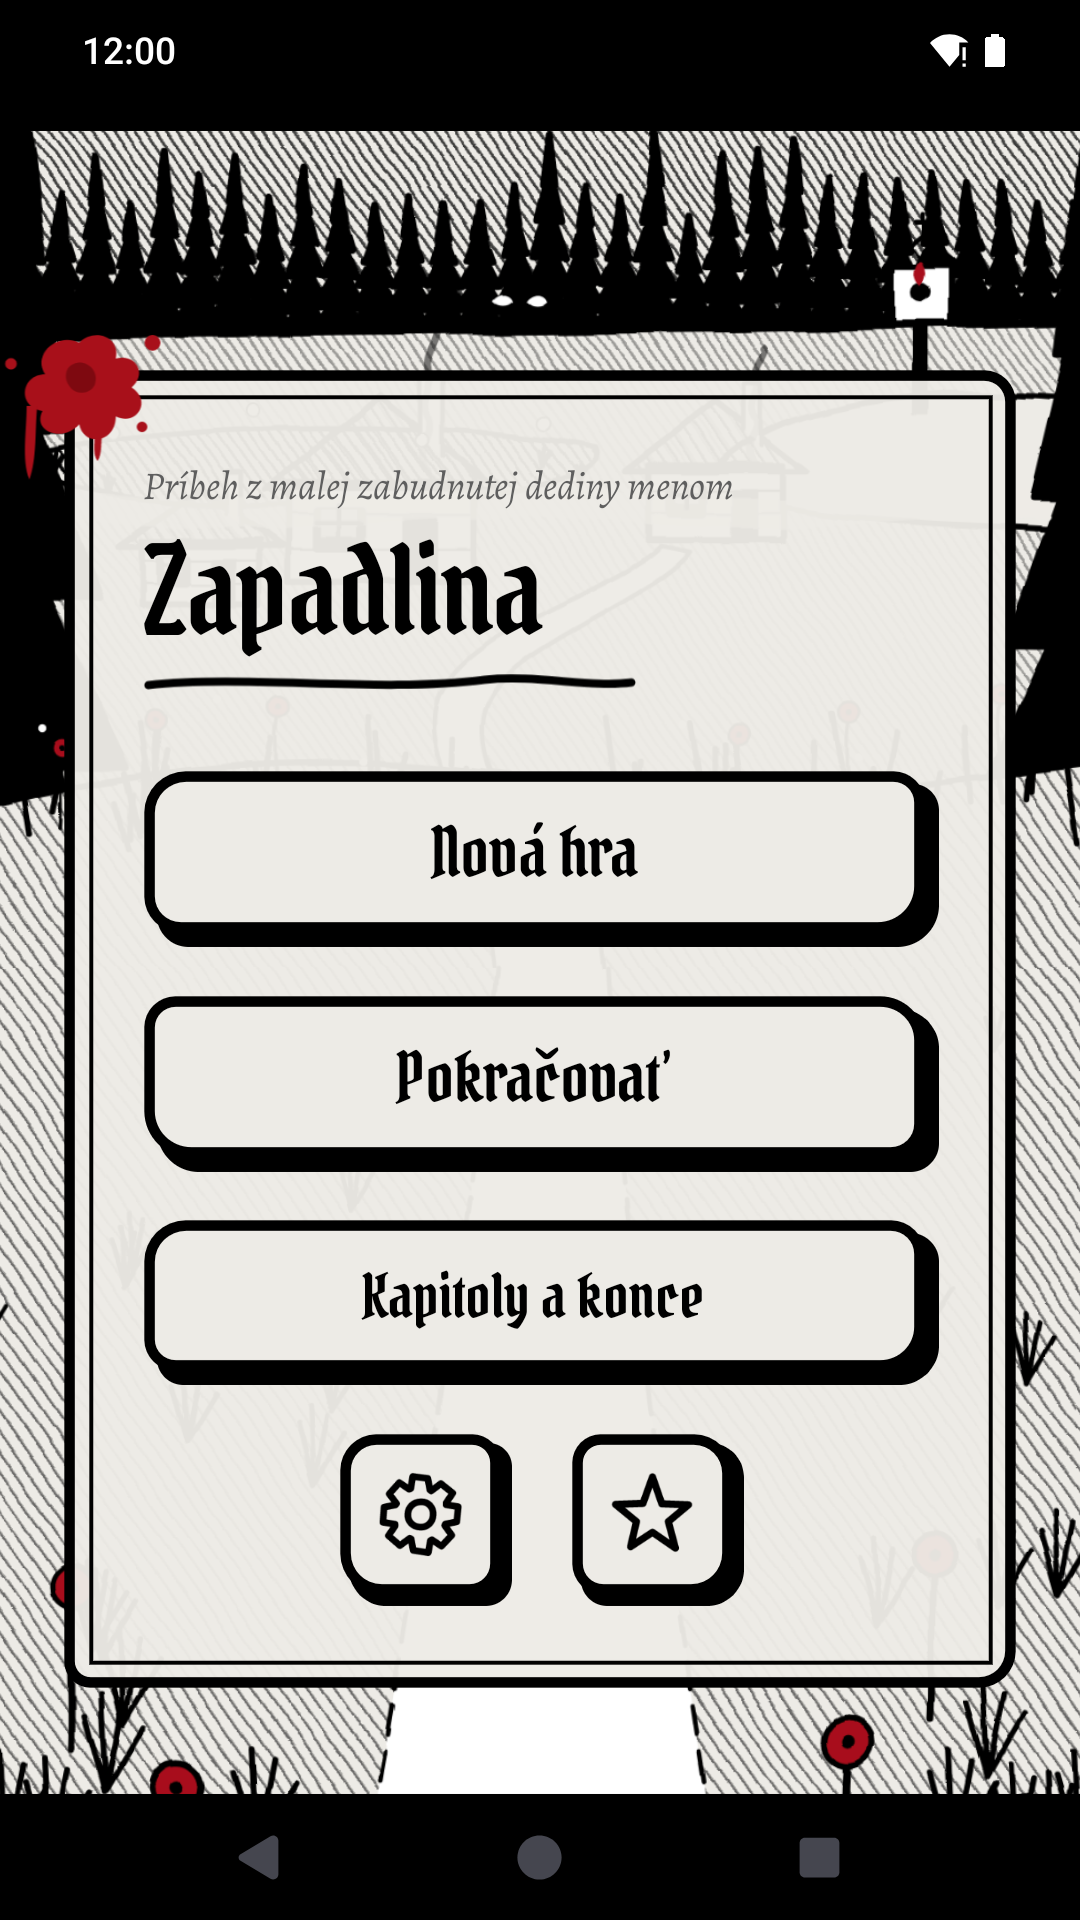 12:00
Príbeh z malej zabudnutej dediny menom
Zapadlina
Nová hra
Pokračovať
Kapitoly a konce